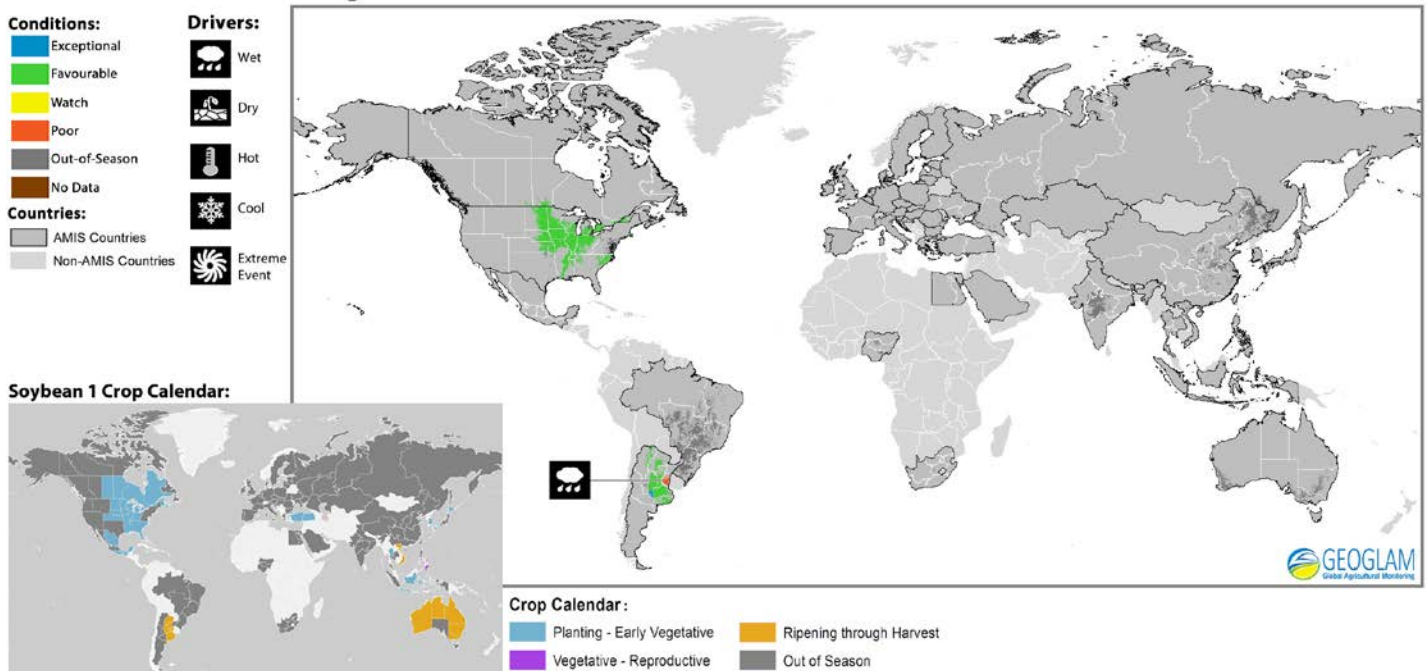 Conditions:
Exceptional
Favourable
Watch
Poor
Out-of-Season
No Data
Countries:
AMIS Countries
Non-AMIS Countries
Drivers:
Wet
Dry
Hot
Cool
Extreme
Event
Soybean 1 Crop Calendar:
GEOGLAM
Global Agricultural Monitoring
Crop Calendar:
Planting - Early Vegetative
Vegetative - Reproductive
Ripening through Harvest
Out of Season